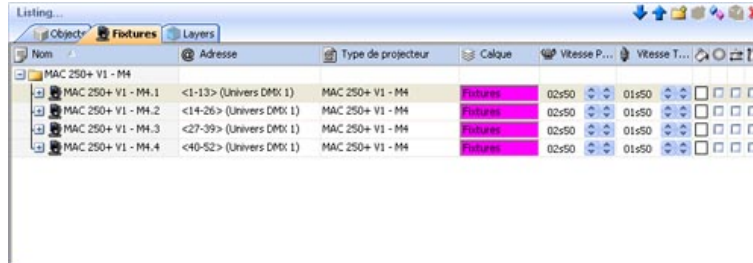 Listing...
Objects Fixtures Layers
Nom Adresse Type de projecteur Calque Vitesse P... Vitesse T...
MAC 250+ V1 - M4
MAC 250+ V1 - M4.1 <1-13> (Univers DMX 1) MAC 250+ V1 - M4 Fixtures 02s50 01s50
MAC 250+ V1 - M4.2 <14-26> (Univers DMX 1) MAC 250+ V1 - M4 Fixtures 02s50 01s50
MAC 250+ V1 - M4.3 <27-39> (Univers DMX 1) MAC 250+ V1 - M4 Fixtures 02s50 01s50
MAC 250+ V1 - M4.4 <40-52> (Univers DMX 1) MAC 250+ V1 - M4 Fixtures 02s50 01s50